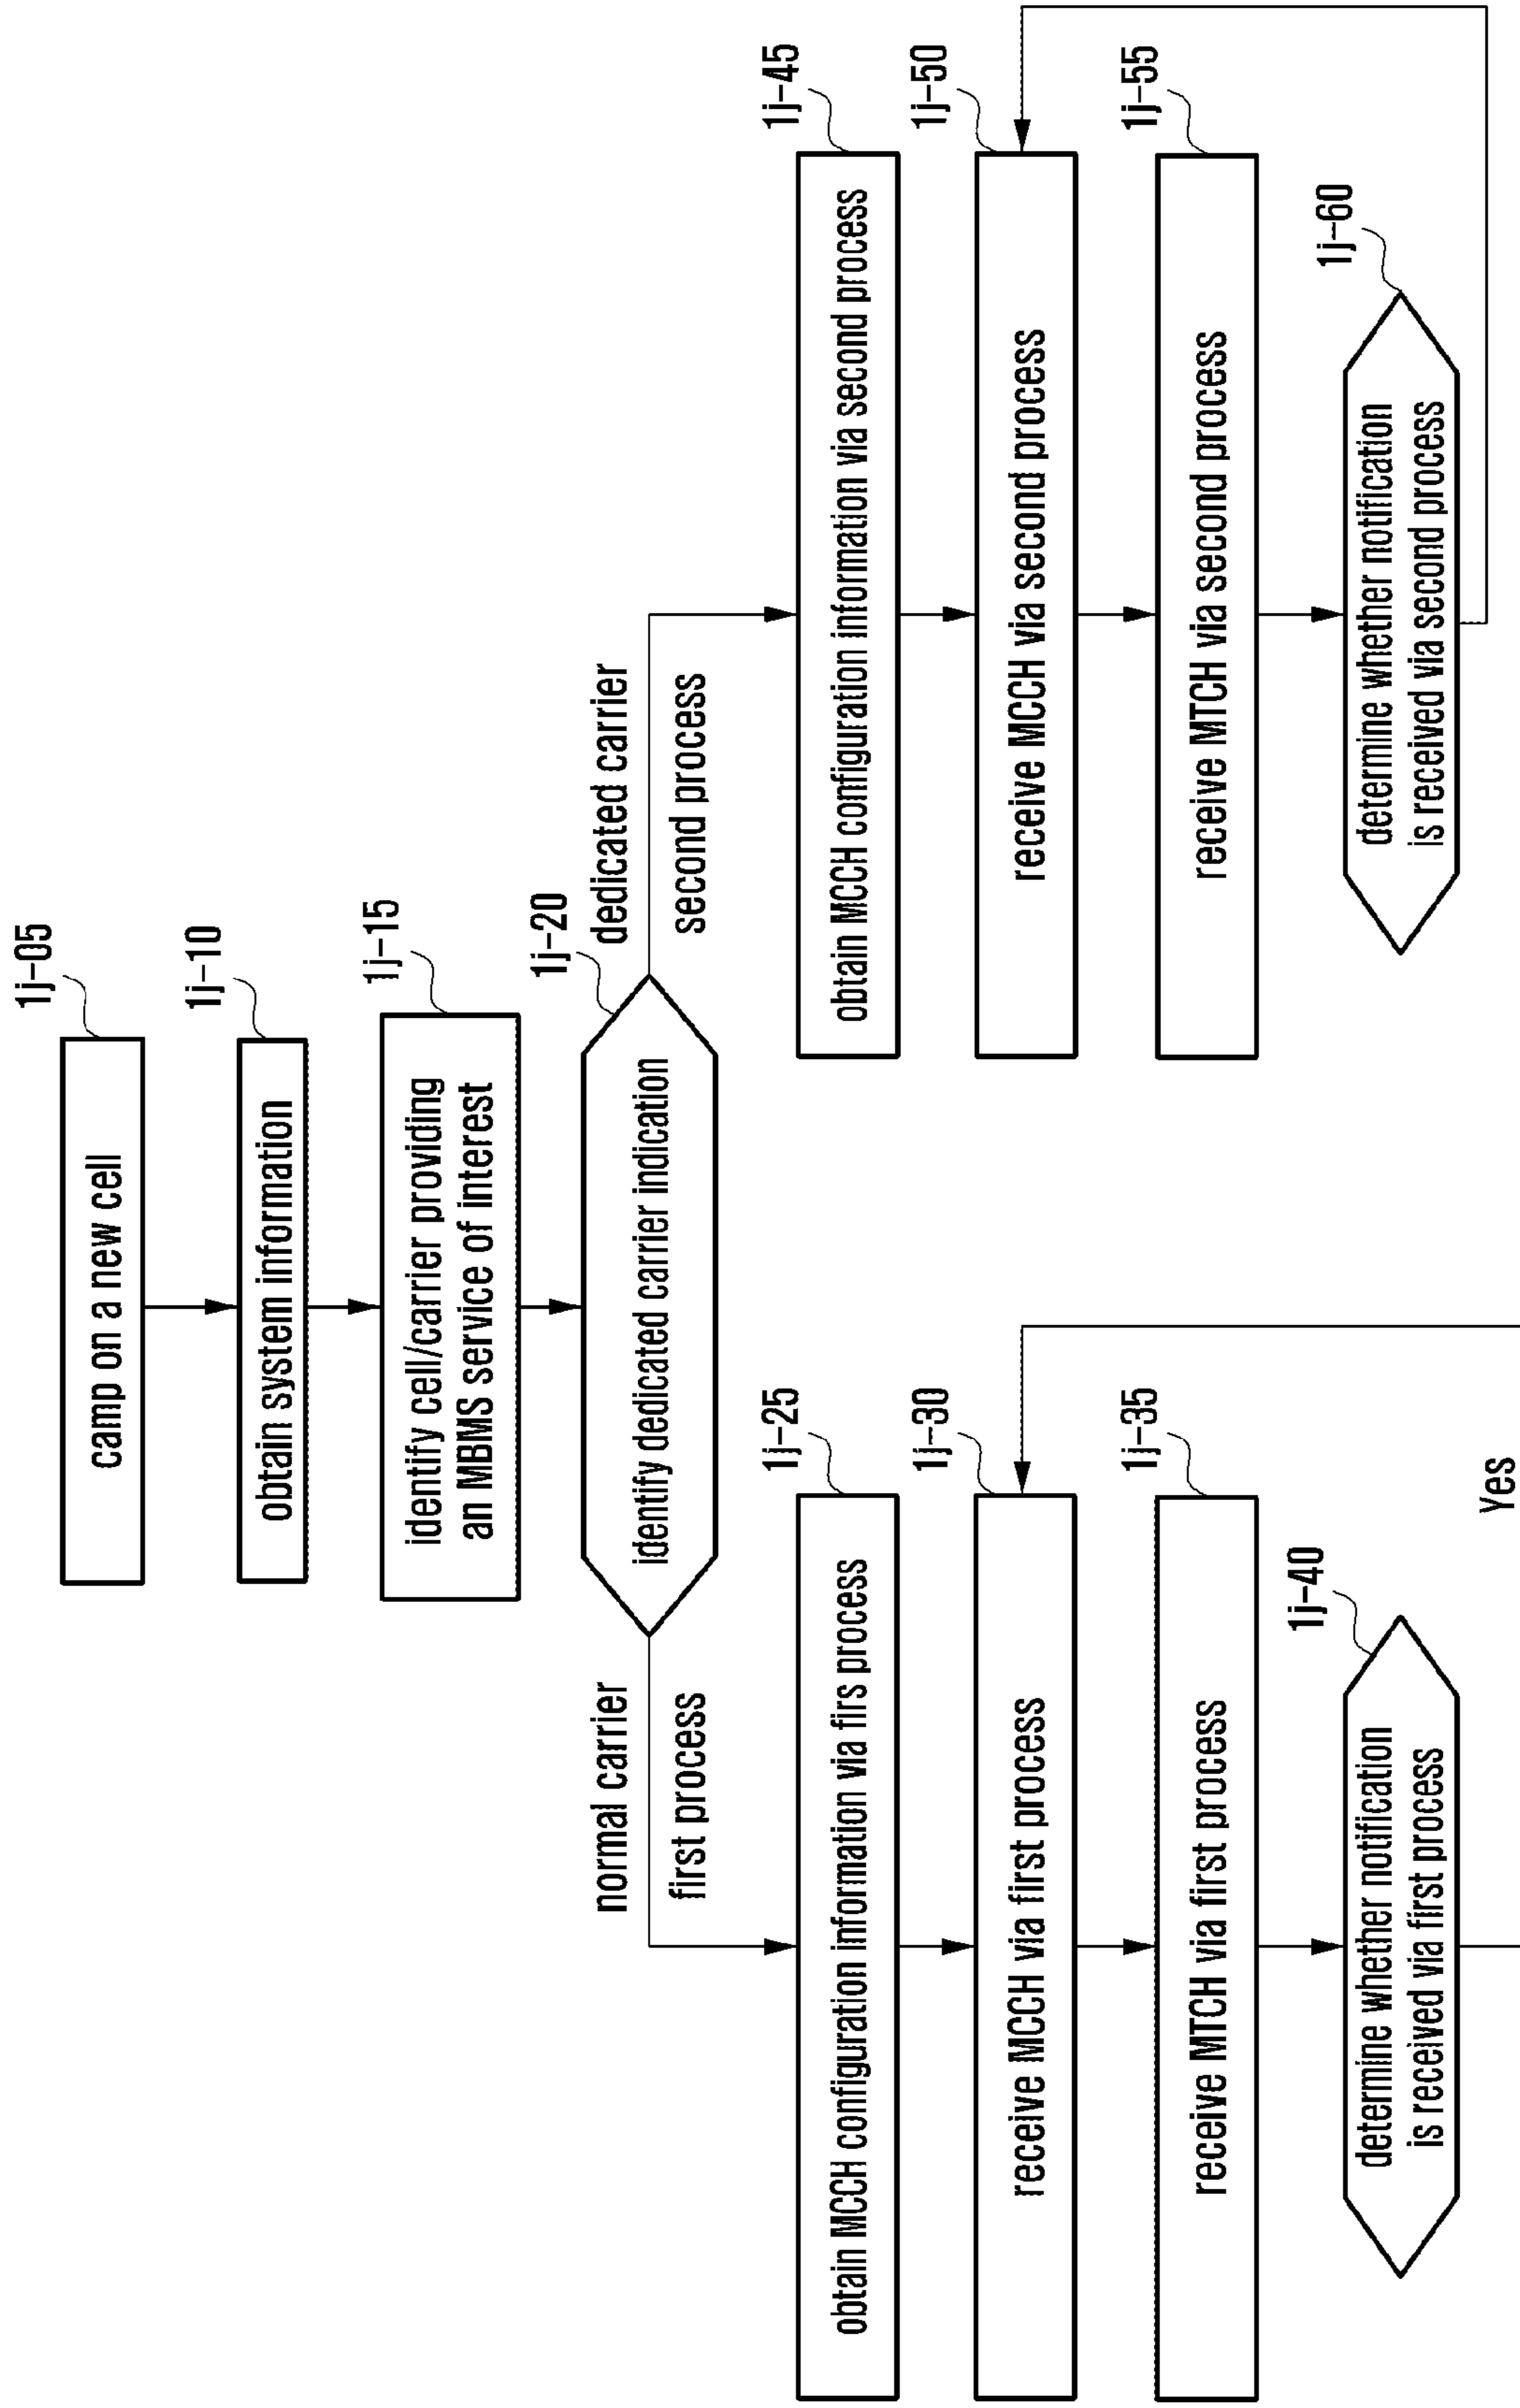 1j-05
camp on a new cell
1j-10
obtain system information
1j-15
identify cell/carrier providing
an MBMS service of interest
1j-20
identify dedicated carrier indication
normal carrier
first process
dedicated carrier
second process
1j-25
obtain MCCH configuration information via firs process
1j-30
receive MCCH via first process
1j-35
receive MTCH via first process
1j-40
determine whether notification
is received via first process
Yes
1j-45
obtain MCCH configuration information via second process
1j-50
receive MCCH via second process
1j-55
receive MTCH via second process
1j-60
determine whether notification
is received via second process